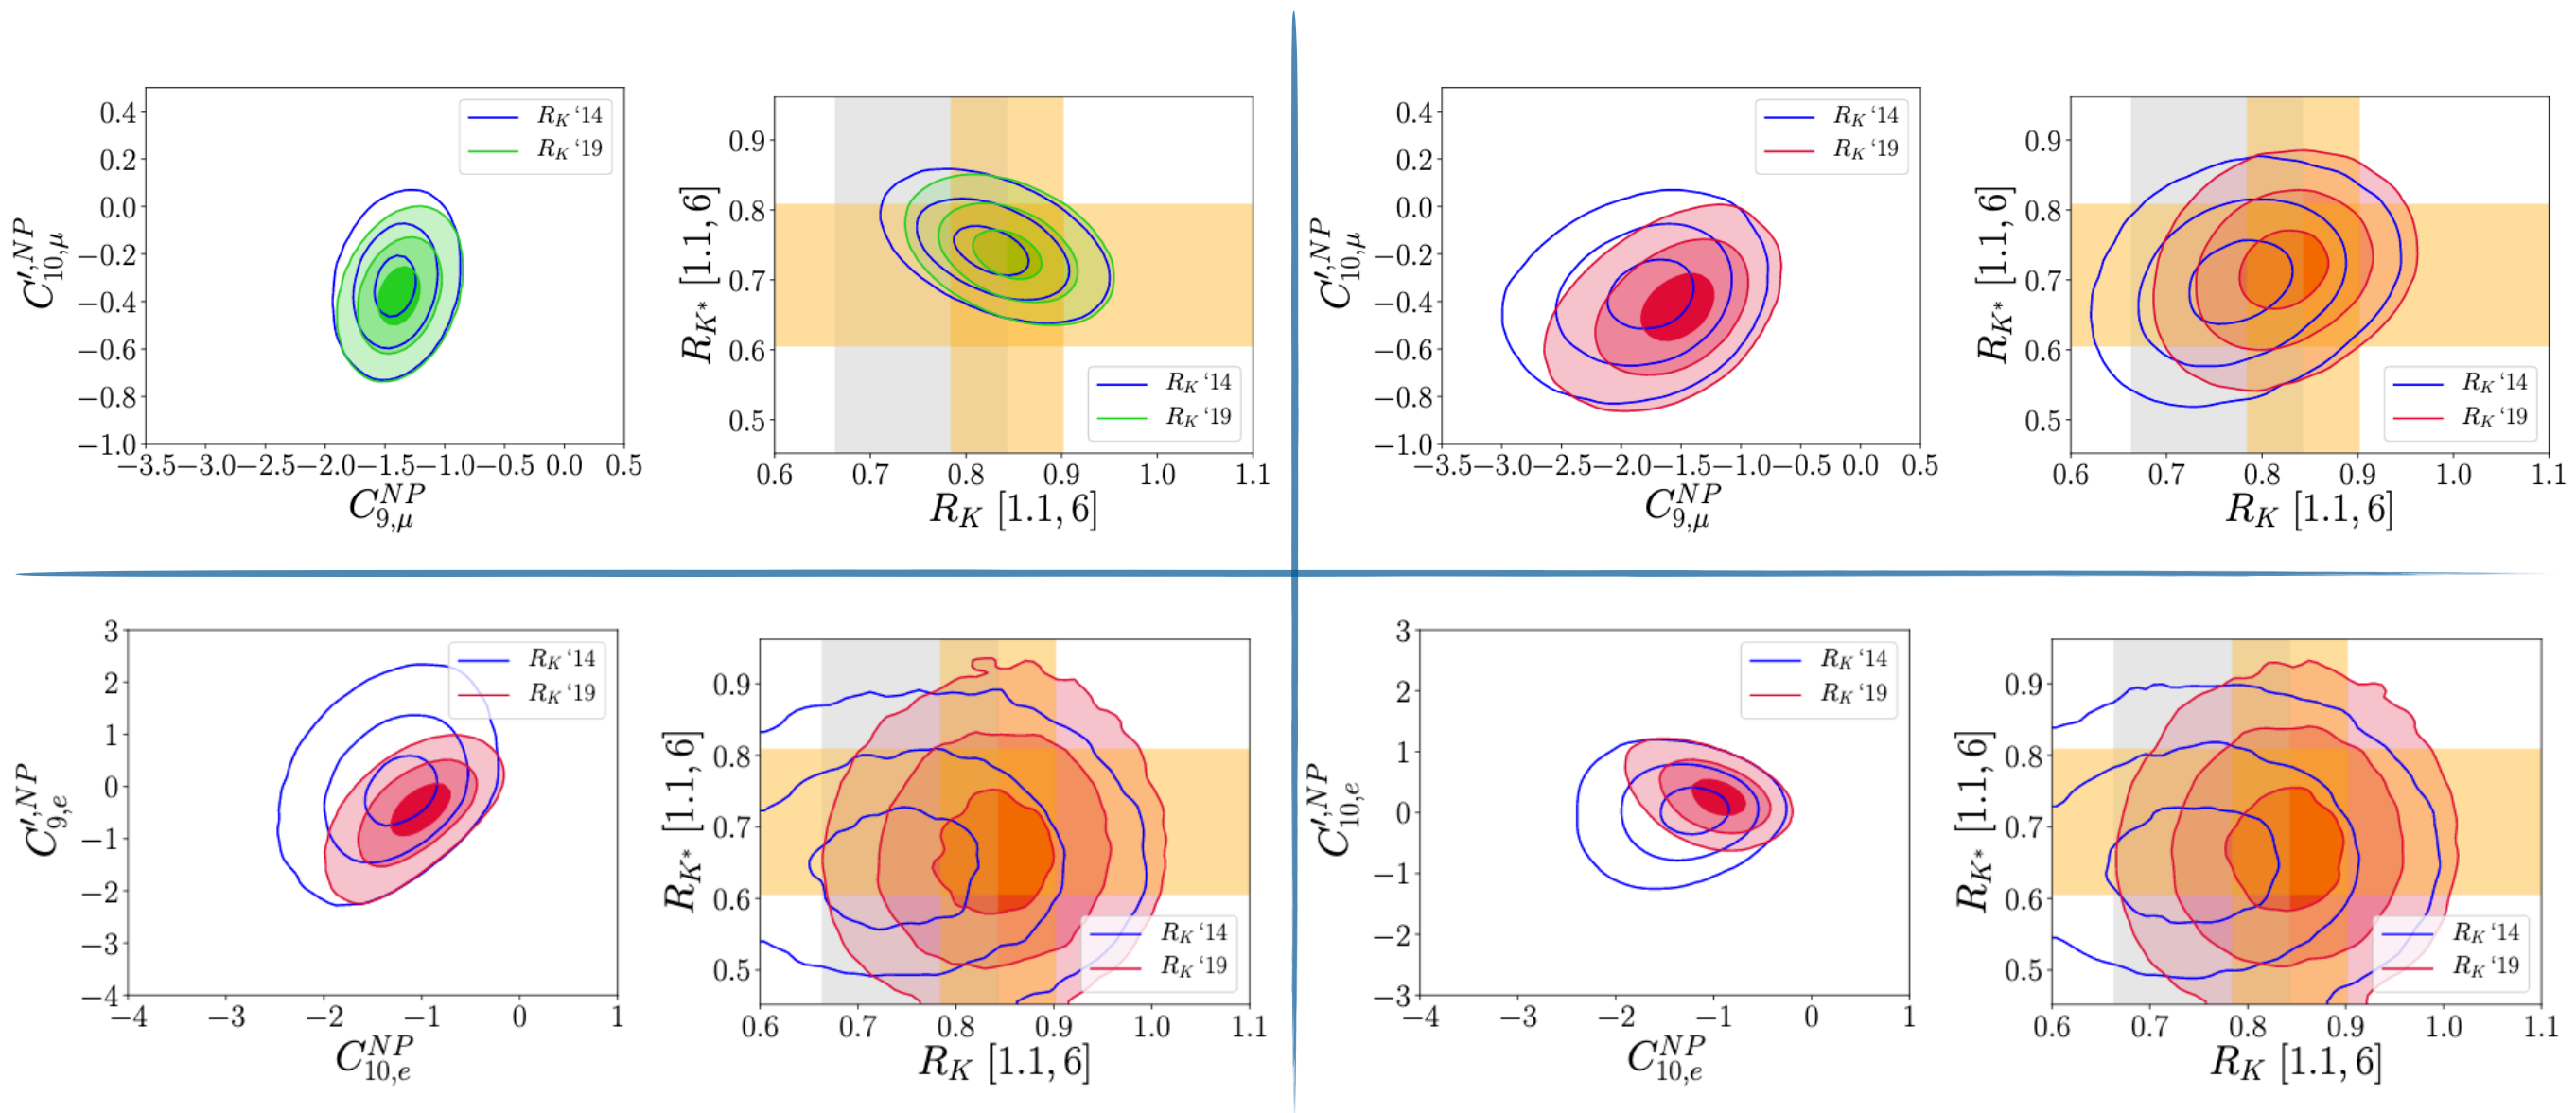 0.4
0.2
0.0
−0.2
−0.4
−0.6
−0.8
−1.0
C′,NP 10,μ
R_K ‘14
R_K ‘19
−3.5 −3.0 −2.5 −2.0 −1.5 −1.0 −0.5 0.0 0.5
C^NP_9,μ
0.9
0.8
0.7
0.6
0.5
R_K* [1.1, 6]
R_K ‘14
R_K ‘19
0.6 0.7 0.8 0.9 1.0 1.1
R_K [1.1, 6]
0.4
0.2
0.0
−0.2
−0.4
−0.6
−0.8
−1.0
C′,NP 10,μ
R_K ‘14
R_K ‘19
−3.5 −3.0 −2.5 −2.0 −1.5 −1.0 −0.5 0.0 0.5
C^NP_9,μ
0.9
0.8
0.7
0.6
0.5
R_K* [1.1, 6]
R_K ‘14
R_K ‘19
0.6 0.7 0.8 0.9 1.0 1.1
R_K [1.1, 6]
3
2
1
0
−1
−2
−3
−4
C′,NP 9,e
R_K ‘14
R_K ‘19
−4 −3 −2 −1 0 1
C^NP_10,e
0.9
0.8
0.7
0.6
0.5
R_K* [1.1, 6]
R_K ‘14
R_K ‘19
0.6 0.7 0.8 0.9 1.0 1.1
R_K [1.1, 6]
3
2
1
0
−1
−2
−3
C′,NP 10,e
R_K ‘14
R_K ‘19
−4 −3 −2 −1 0 1
C^NP_10,e
0.9
0.8
0.7
0.6
0.5
R_K* [1.1, 6]
R_K ‘14
R_K ‘19
0.6 0.7 0.8 0.9 1.0 1.1
R_K [1.1, 6]